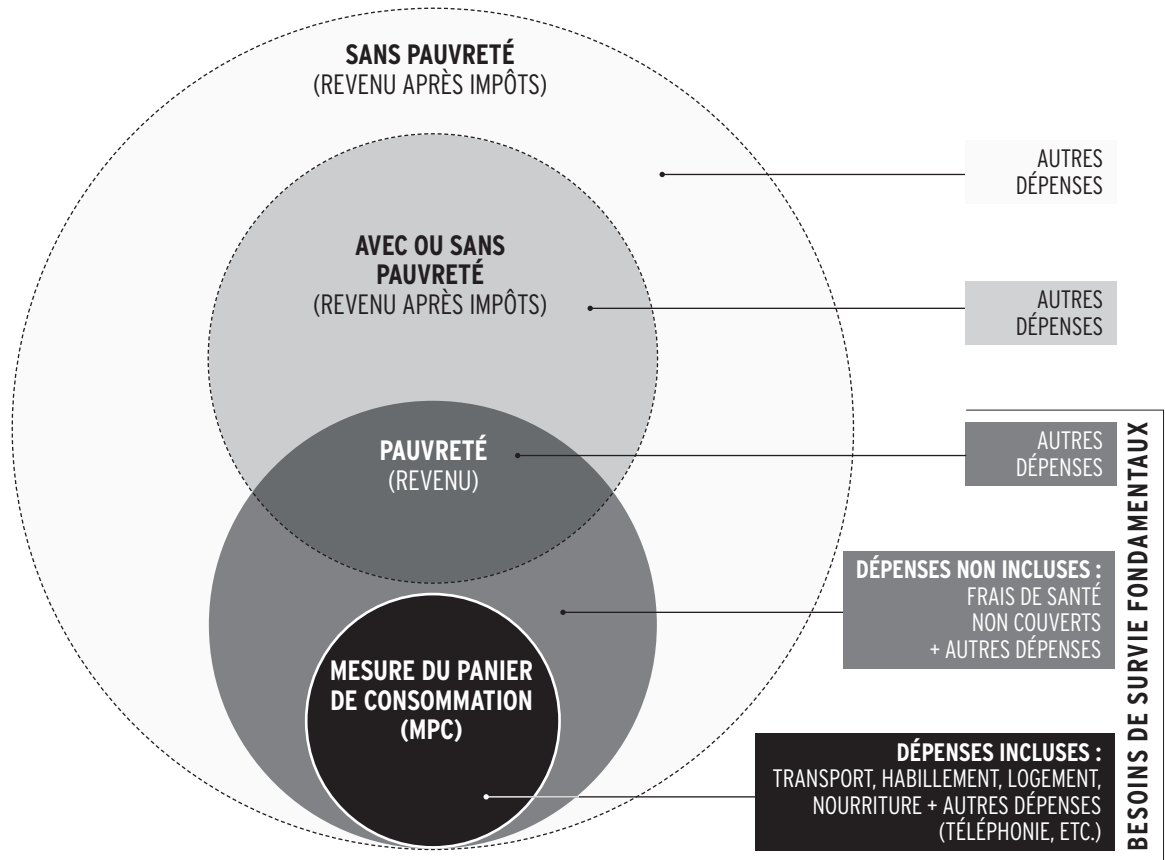 SANS PAUVRETÉ
(REVENU APRÈS IMPÔTS)
AUTRES
DÉPENSES
AVEC OU SANS
PAUVRETÉ
(REVENU APRÈS IMPÔTS)
AUTRES
DÉPENSES
PAUVRETÉ
(REVENU)
AUTRES
DÉPENSES
DÉPENSES NON INCLUSES :
FRAIS DE SANTÉ
NON COUVERTS
+ AUTRES DÉPENSES
MESURE DU PANIER
DE CONSOMMATION
(MPC)
DÉPENSES INCLUSES :
TRANSPORT, HABILLEMENT, LOGEMENT,
NOURRITURE + AUTRES DÉPENSES
(TÉLÉPHONIE, ETC.)
BESOINS DE SURVIE FONDAMENTAUX